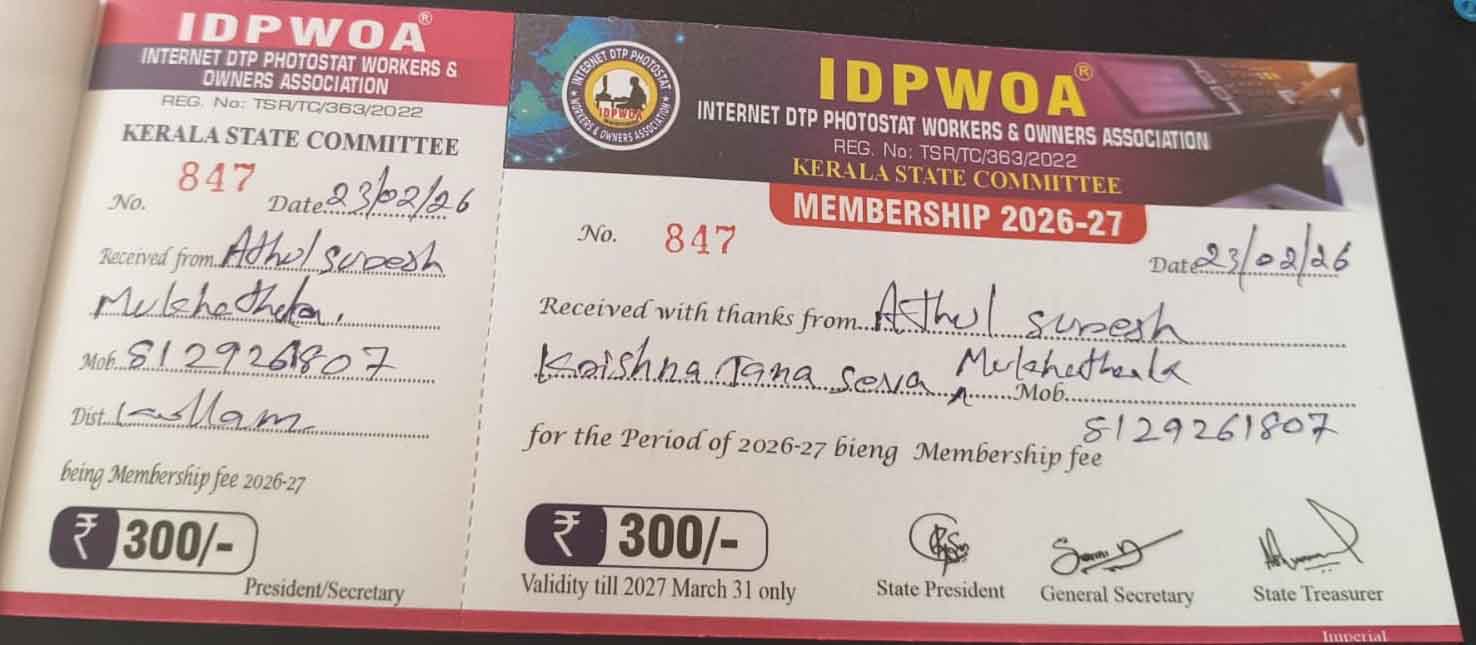 IDPWOA®
INTERNET DTP PHOTOSTAT WORKERS &
OWNERS ASSOCIATION
REG. No: TSR/TC/363/2022
KERALA STATE COMMITTEE
No. 847 Date 23/02/26
Received from Athul Suresh
Mukhathala,
Mob. 8129261807
Dist. Kollam
being Membership fee 2026-27
₹ 300/-
President/Secretary
INTERNET DTP PHOTOSTAT
IDPWOA
WORKERS & OWNERS ASSOCIATION
IDPWOA®
INTERNET DTP PHOTOSTAT WORKERS & OWNERS ASSOCIATION
REG. No: TSR/TC/363/2022
KERALA STATE COMMITTEE
MEMBERSHIP 2026-27
No. 847 Date 23/02/26
Received with thanks from Athul Suresh
Krishna Jana Seva Mukhathala Mob.
8129261807
for the Period of 2026-27 bieng Membership fee
₹ 300/-
Validity till 2027 March 31 only
State President General Secretary State Treasurer
Imperial